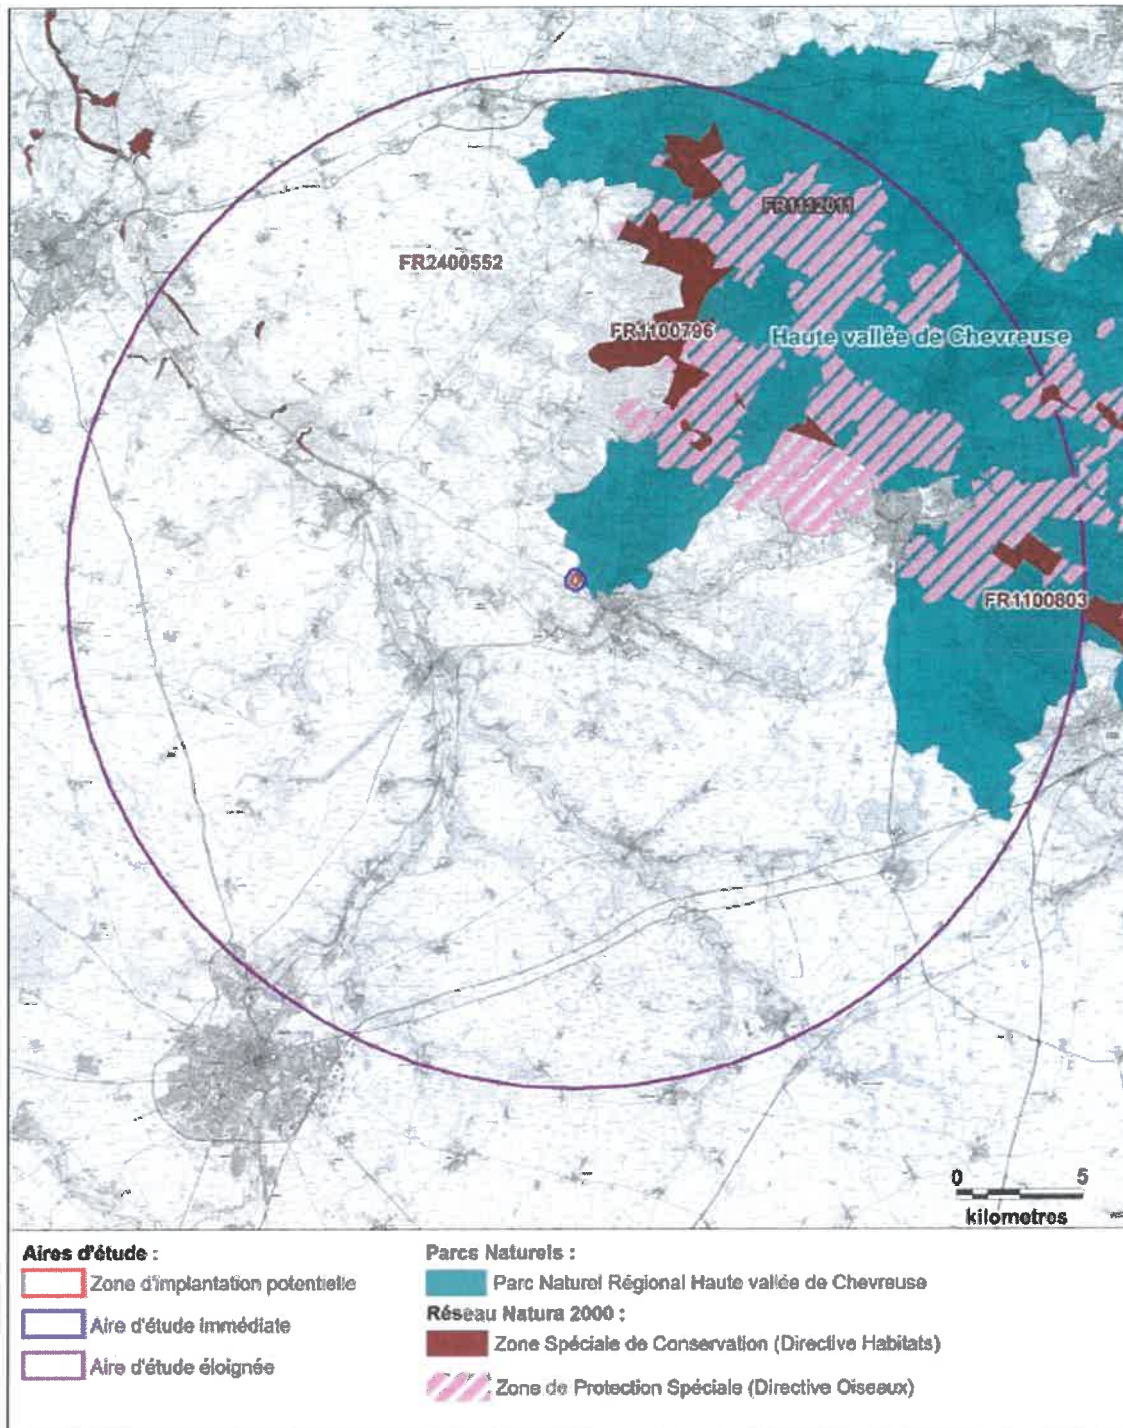 FR1112011
FR2400552
FR1100796
Haute vallée de Chevreuse
FR1100803
0 5
kilometres
Aires d'étude :
Zone d'implantation potentielle
Aire d'étude immédiate
Aire d'étude éloignée
Parcs Naturels :
Parc Naturel Régional Haute vallée de Chevreuse
Réseau Natura 2000 :
Zone Spéciale de Conservation (Directive Habitats)
Zone de Protection Spéciale (Directive Oiseaux)